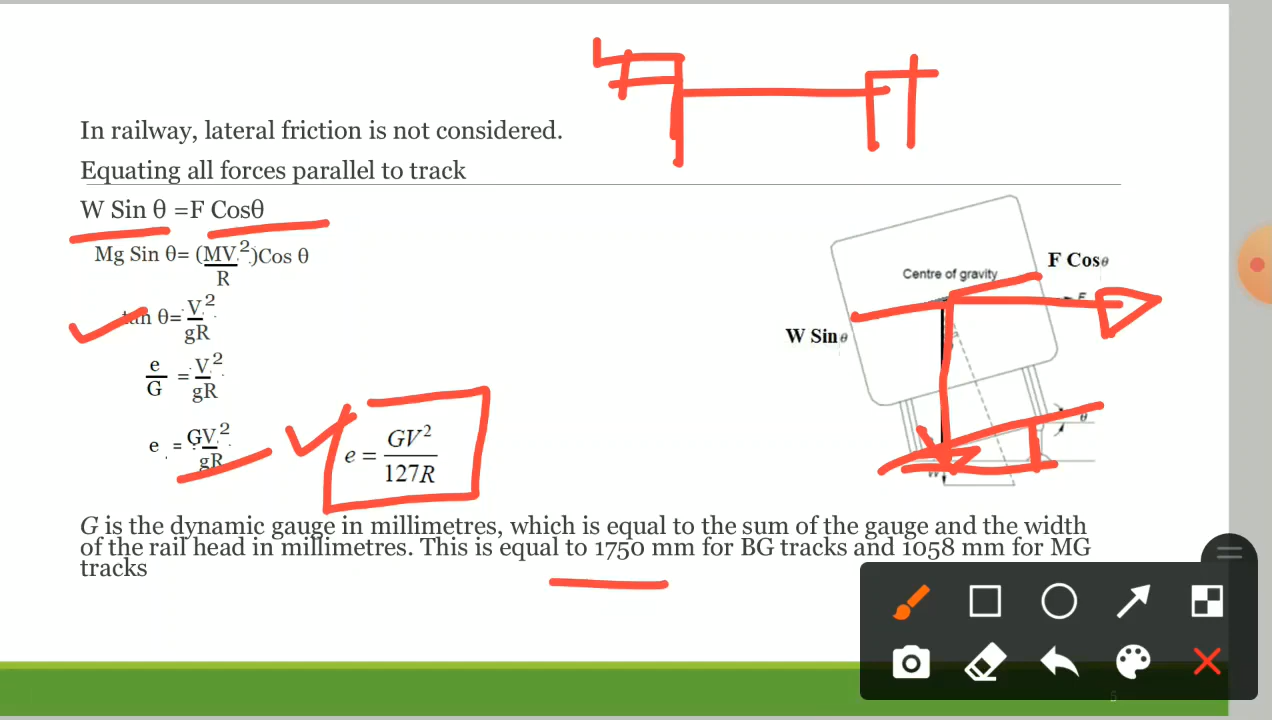 In railway, lateral friction is not considered.
Equating all forces parallel to track
W Sin θ =F Cosθ
Mg Sin θ= (MV²)Cos θ
R
tan θ= V²
gR
e = V²
G gR
e = GV²
gR
e = GV²
127R
Centre of gravity
F Cosθ
F
W Sinθ
θ
G is the dynamic gauge in millimetres, which is equal to the sum of the gauge and the width
of the rail head in millimetres. This is equal to 1750 mm for BG tracks and 1058 mm for MG
tracks
5